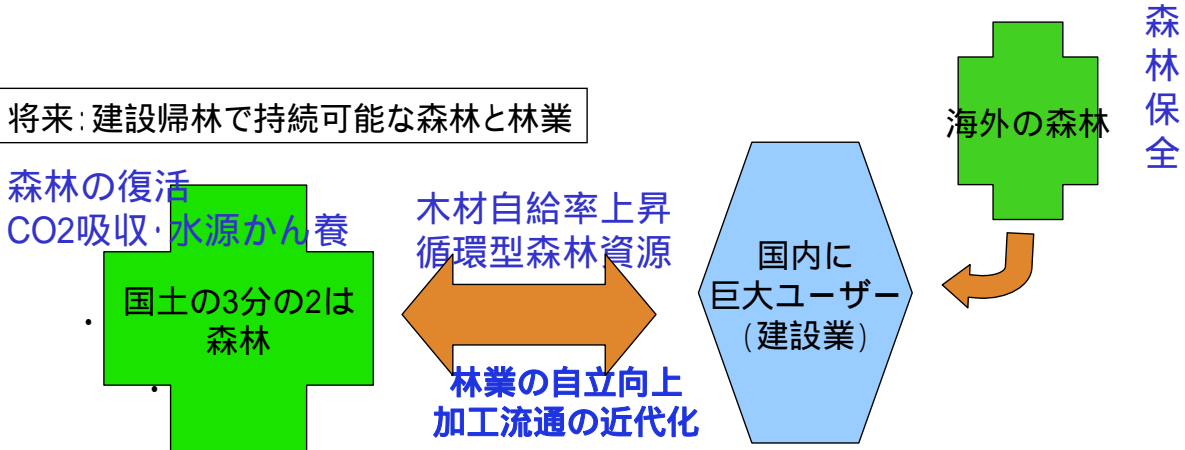 将来:建設帰林で持続可能な森林と林業
森林の復活
CO2吸収・水源かん養
国土の3分の2は
森林
木材自給率上昇
循環型森林資源
林業の自立向上
加工流通の近代化
国内に
巨大ユーザー
(建設業)
海外の森林
森林保全